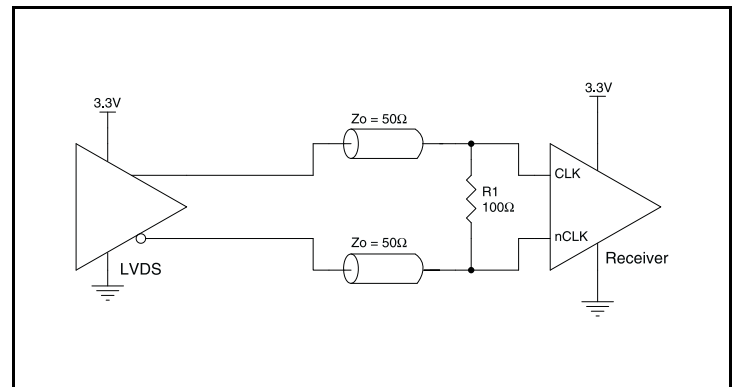 3.3V
3.3V
Zo = 50Ω
CLK
R1
100Ω
Zo = 50Ω
nCLK
LVDS
Receiver